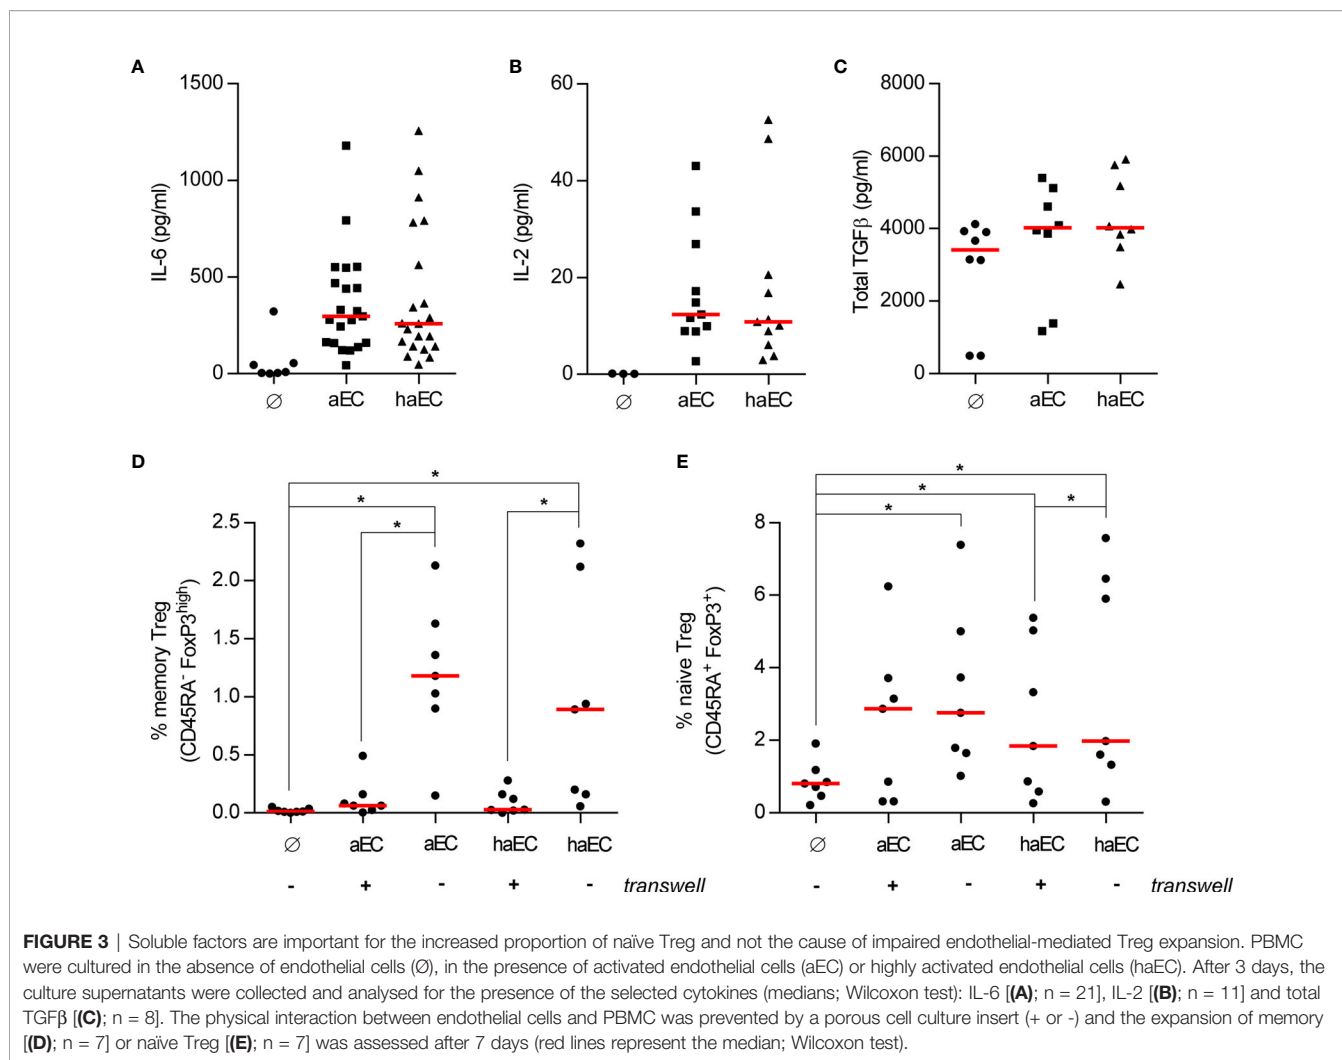 A
B
C
1500
1000
500
0
IL-6 (pg/ml)
∅
aEC
haEC
60
40
20
0
IL-2 (pg/ml)
∅
aEC
haEC
8000
6000
4000
2000
0
Total TGFβ (pg/ml)
∅
aEC
haEC
D
*
*
*
*
2.5
2.0
1.5
1.0
0.5
0.0
% memory Treg
(CD45RA- FoxP3high)
∅
aEC
aEC
haEC
haEC
- + - + - transwell
E
*
*
*
*
8
6
4
2
0
% naive Treg
(CD45RA+ FoxP3+)
∅
aEC
aEC
haEC
haEC
- + - + - transwell
FIGURE 3 | Soluble factors are important for the increased proportion of naïve Treg and not the cause of impaired endothelial-mediated Treg expansion. PBMC
were cultured in the absence of endothelial cells (Ø), in the presence of activated endothelial cells (aEC) or highly activated endothelial cells (haEC). After 3 days, the
culture supernatants were collected and analysed for the presence of the selected cytokines (medians; Wilcoxon test): IL-6 [(A); n = 21], IL-2 [(B); n = 11] and total
TGFβ [(C); n = 8]. The physical interaction between endothelial cells and PBMC was prevented by a porous cell culture insert (+ or -) and the expansion of memory
[(D); n = 7] or naïve Treg [(E); n = 7] was assessed after 7 days (red lines represent the median; Wilcoxon test).